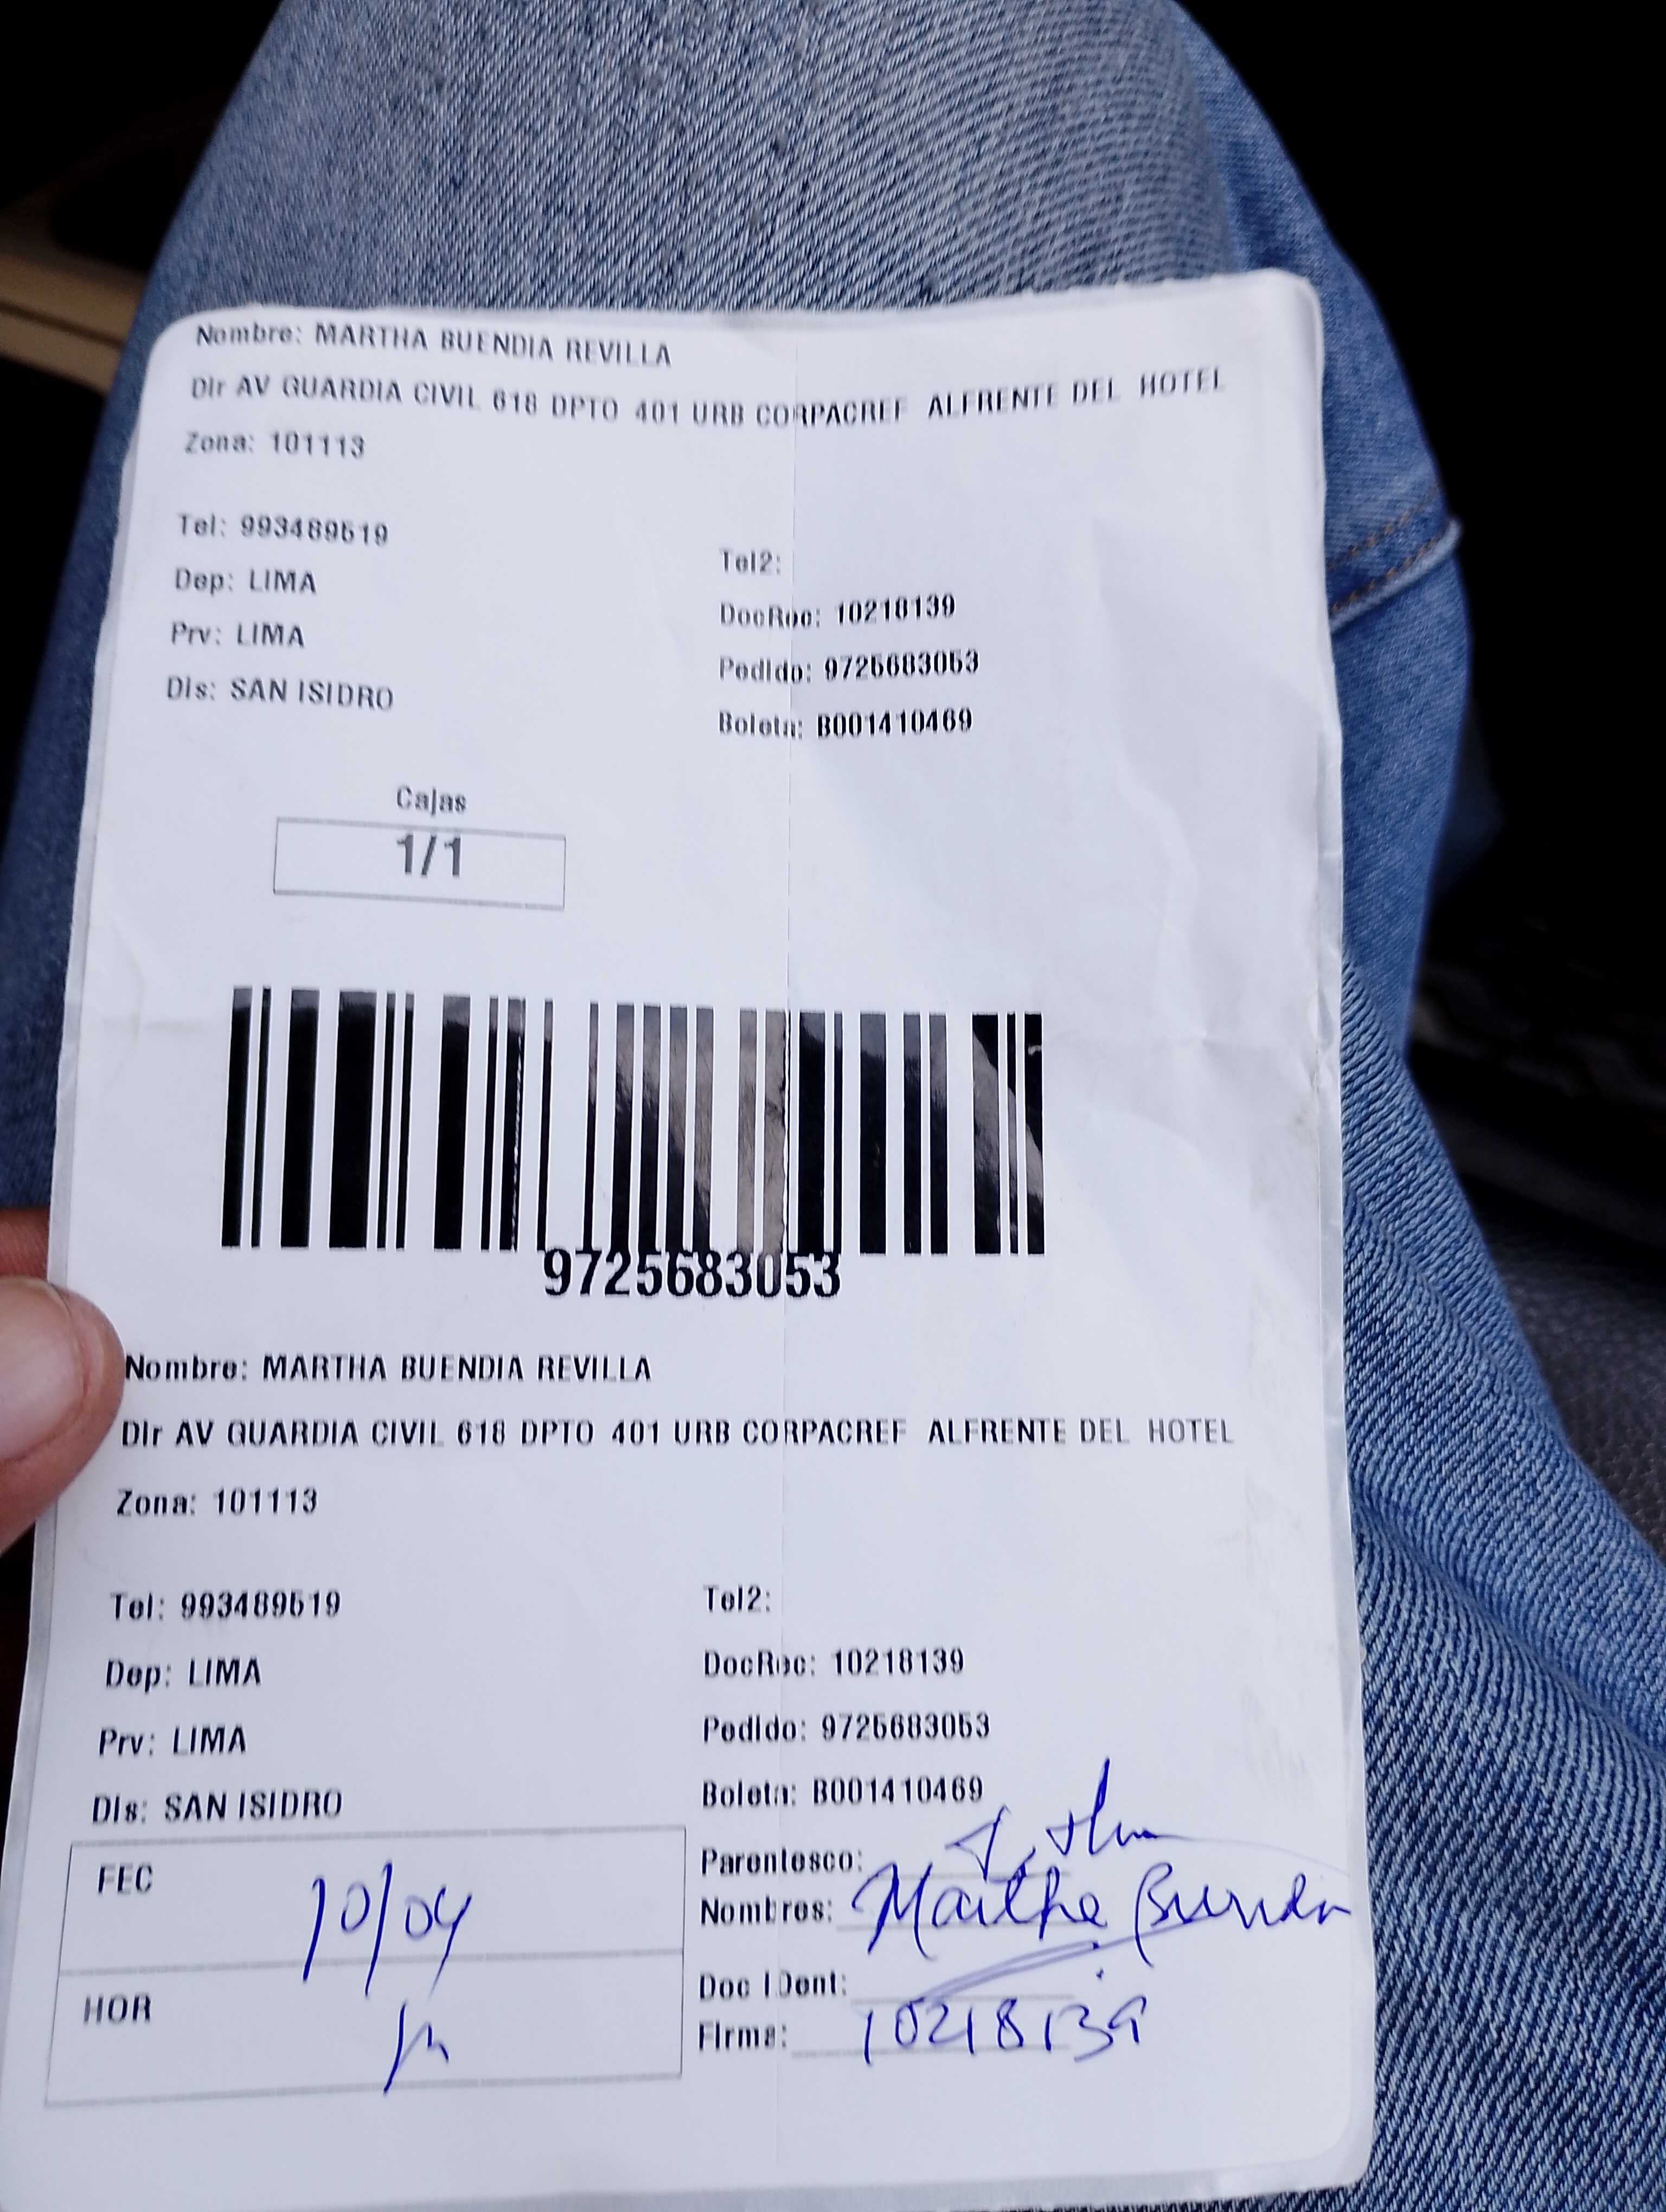 Nombre: MARTHA BUENDIA REVILLA
Dir AV GUARDIA CIVIL 618 DPTO 401 URB CORPACREF ALFRENTE DEL HOTEL
Zona: 101113
Tel: 993489519
Tel2:
Dep: LIMA
DocRec: 10218139
Prv: LIMA
Pedido: 9725683053
Dis: SAN ISIDRO
Boleta: B001410469
Cajas
1/1
9725683053
Nombre: MARTHA BUENDIA REVILLA
Dir AV GUARDIA CIVIL 618 DPTO 401 URB CORPACREF ALFRENTE DEL HOTEL
Zona: 101113
Tel: 993489519
Tel2:
Dep: LIMA
DocRec: 10218139
Prv: LIMA
Pedido: 9725683053
Dis: SAN ISIDRO
Boleta: B001410469
FEC 10/04
Parentesco:
Nombres: Martha Buendia
HOR
Doc IDent:
Firma: 10218139